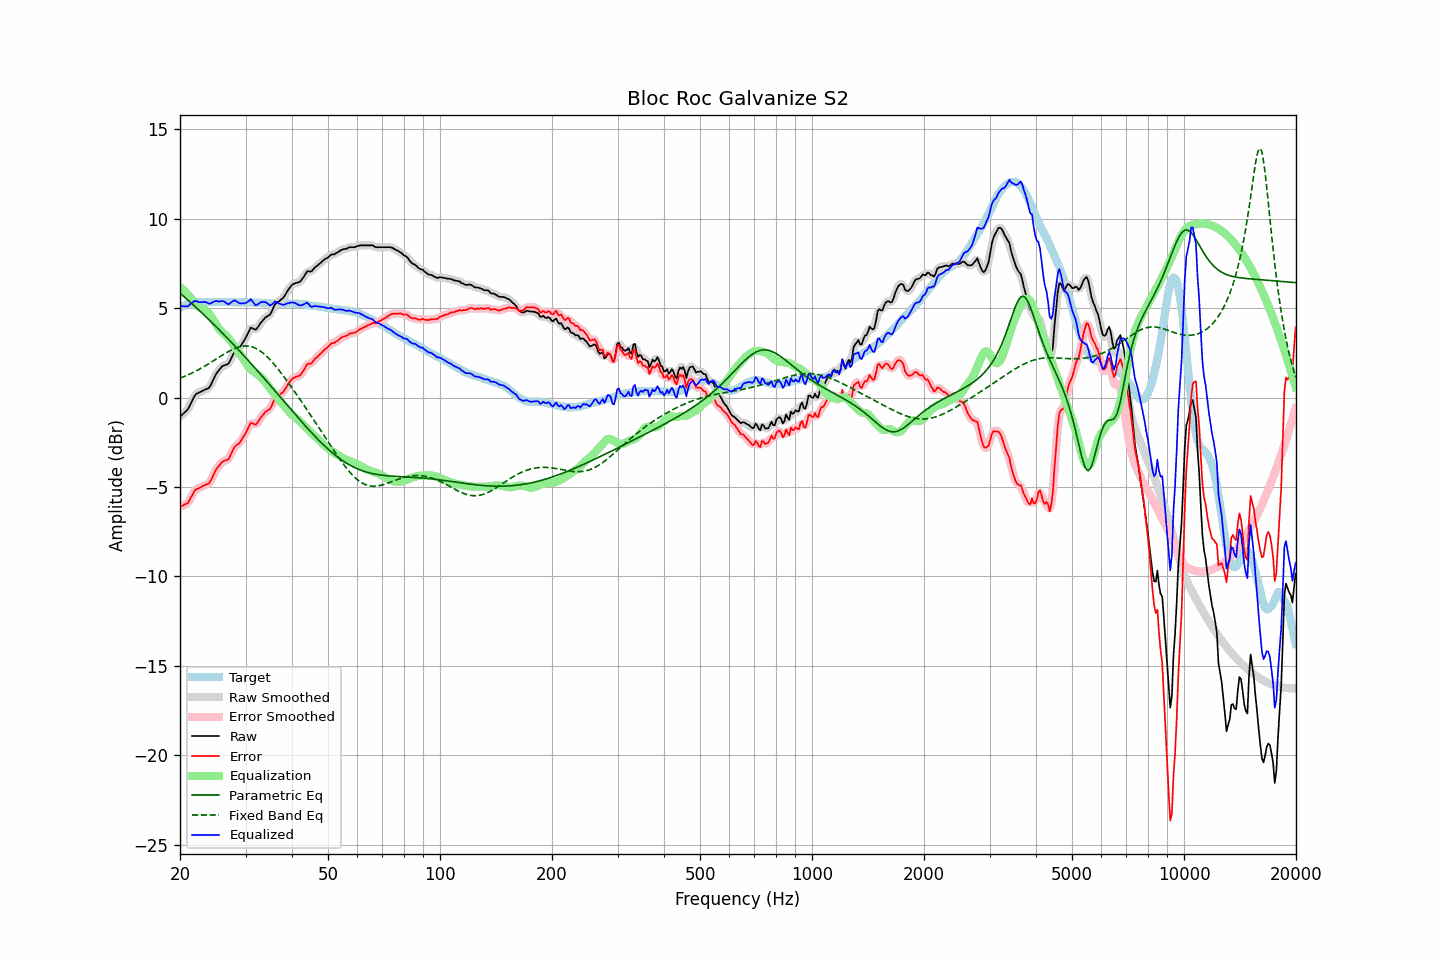 Bloc Roc Galvanize S2
Amplitude (dBr)
15
10
5
0
−5
−10
−15
−20
−25
Target
Raw Smoothed
Error Smoothed
Raw
Error
Equalization
Parametric Eq
Fixed Band Eq
Equalized
20 50 100 200 500 1000 2000 5000 10000 20000
Frequency (Hz)